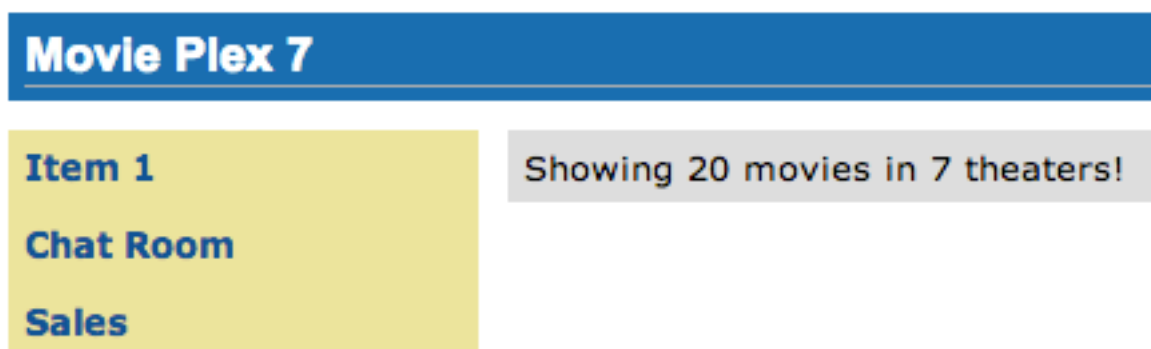 Movie Plex 7
Item 1
Showing 20 movies in 7 theaters!
Chat Room
Sales